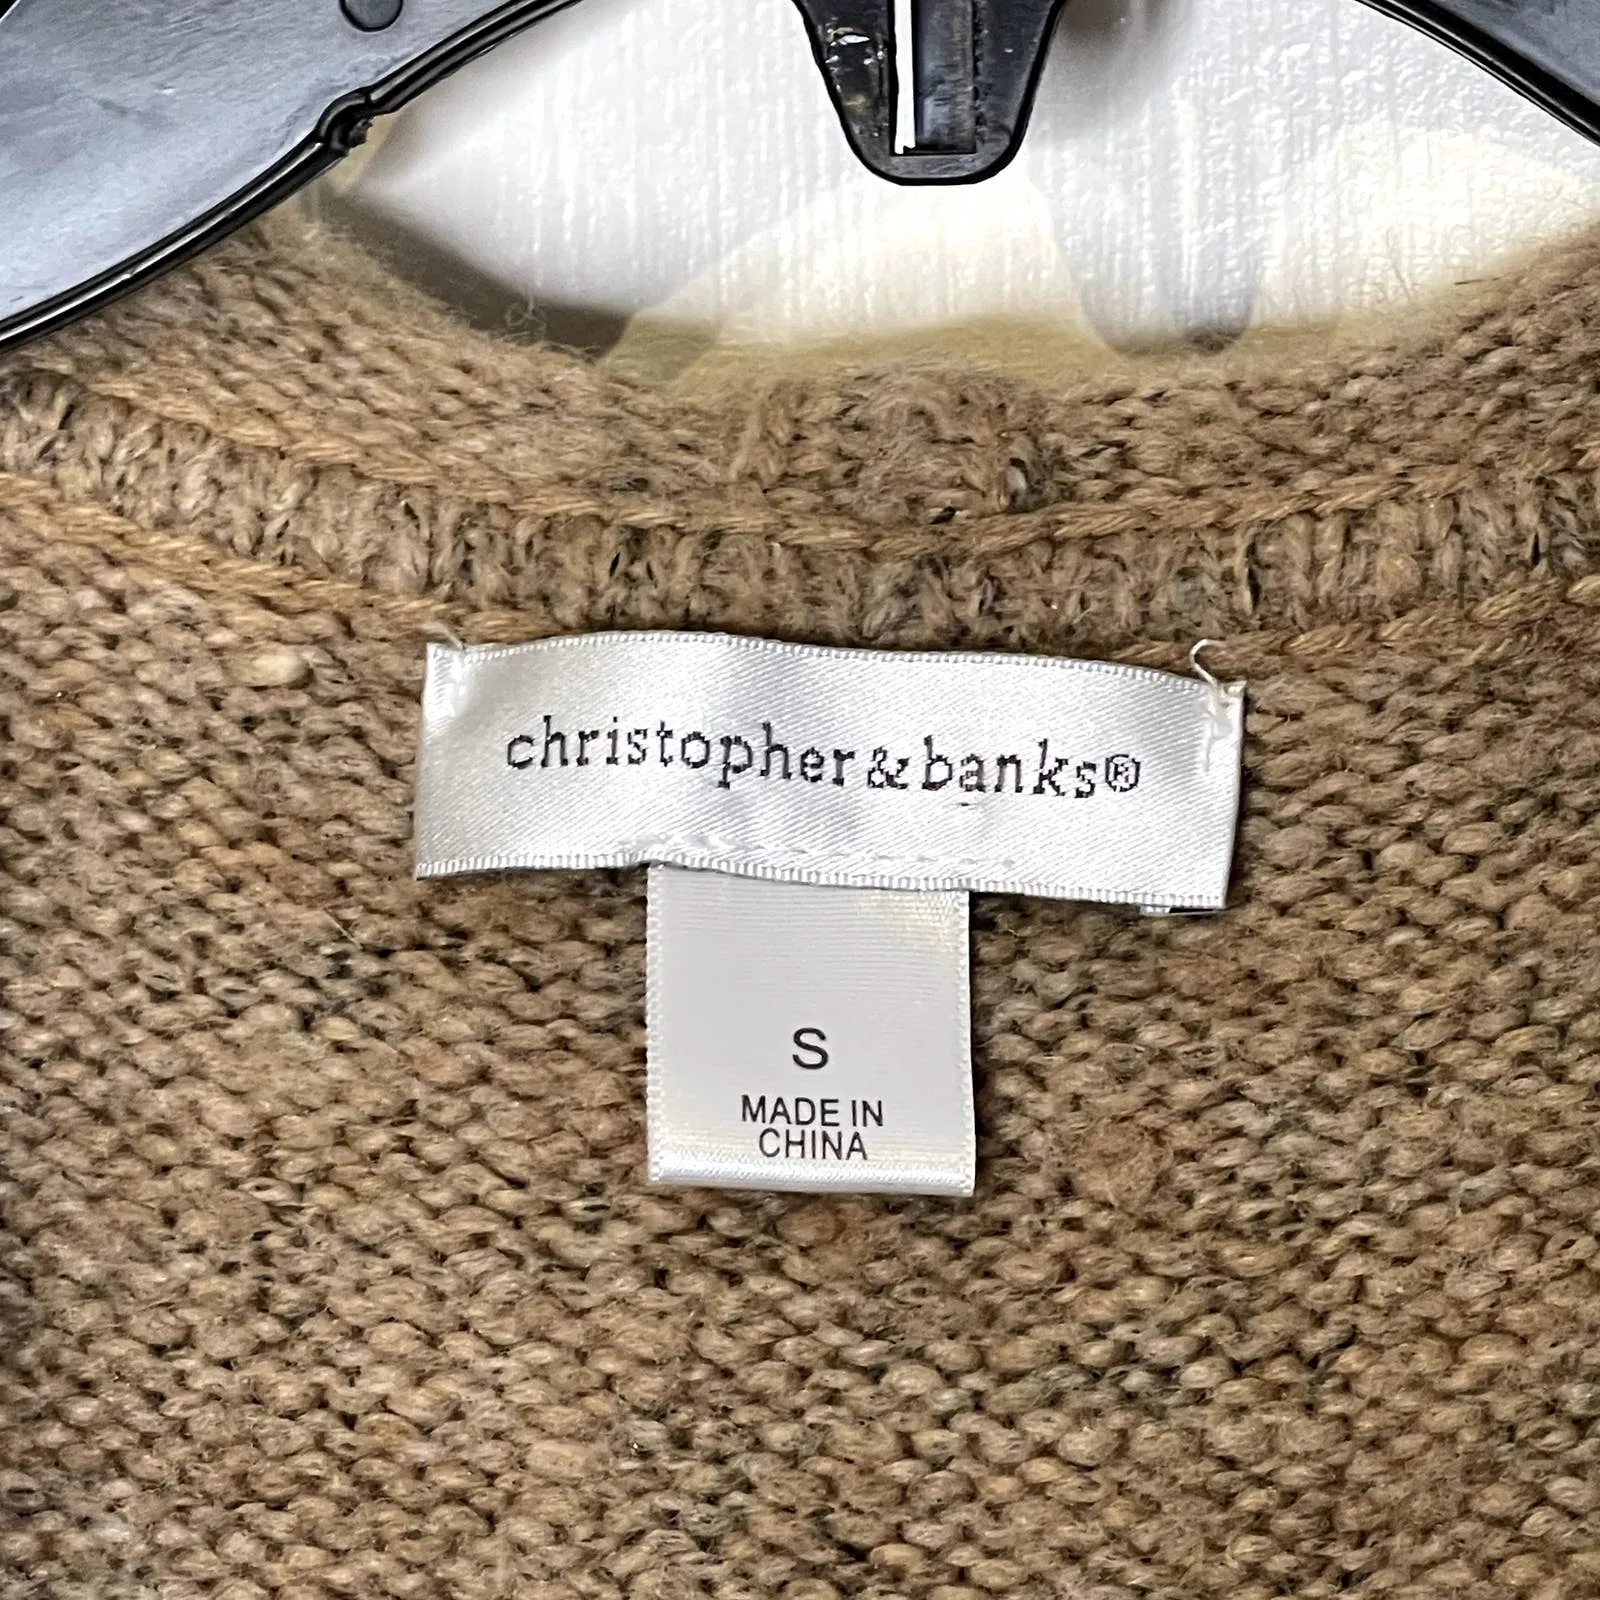 christopher & banks®
S
MADE IN
CHINA